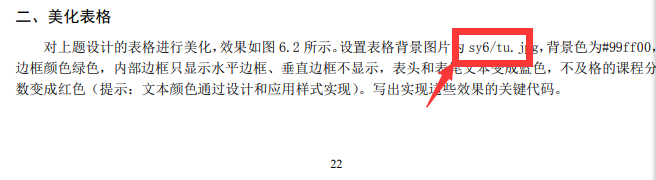 二、美化表格
对上题设计的表格进行美化,效果如图 6.2 所示。设置表格背景图片为 sy6/tu.jpg,背景色为#99ff00,
边框颜色绿色，内部边框只显示水平边框、垂直边框不显示，表头和表尾文本变成蓝色，不及格的课程分
数变成红色（提示：文本颜色通过设计和应用样式实现）。写出实现这些效果的关键代码。
22